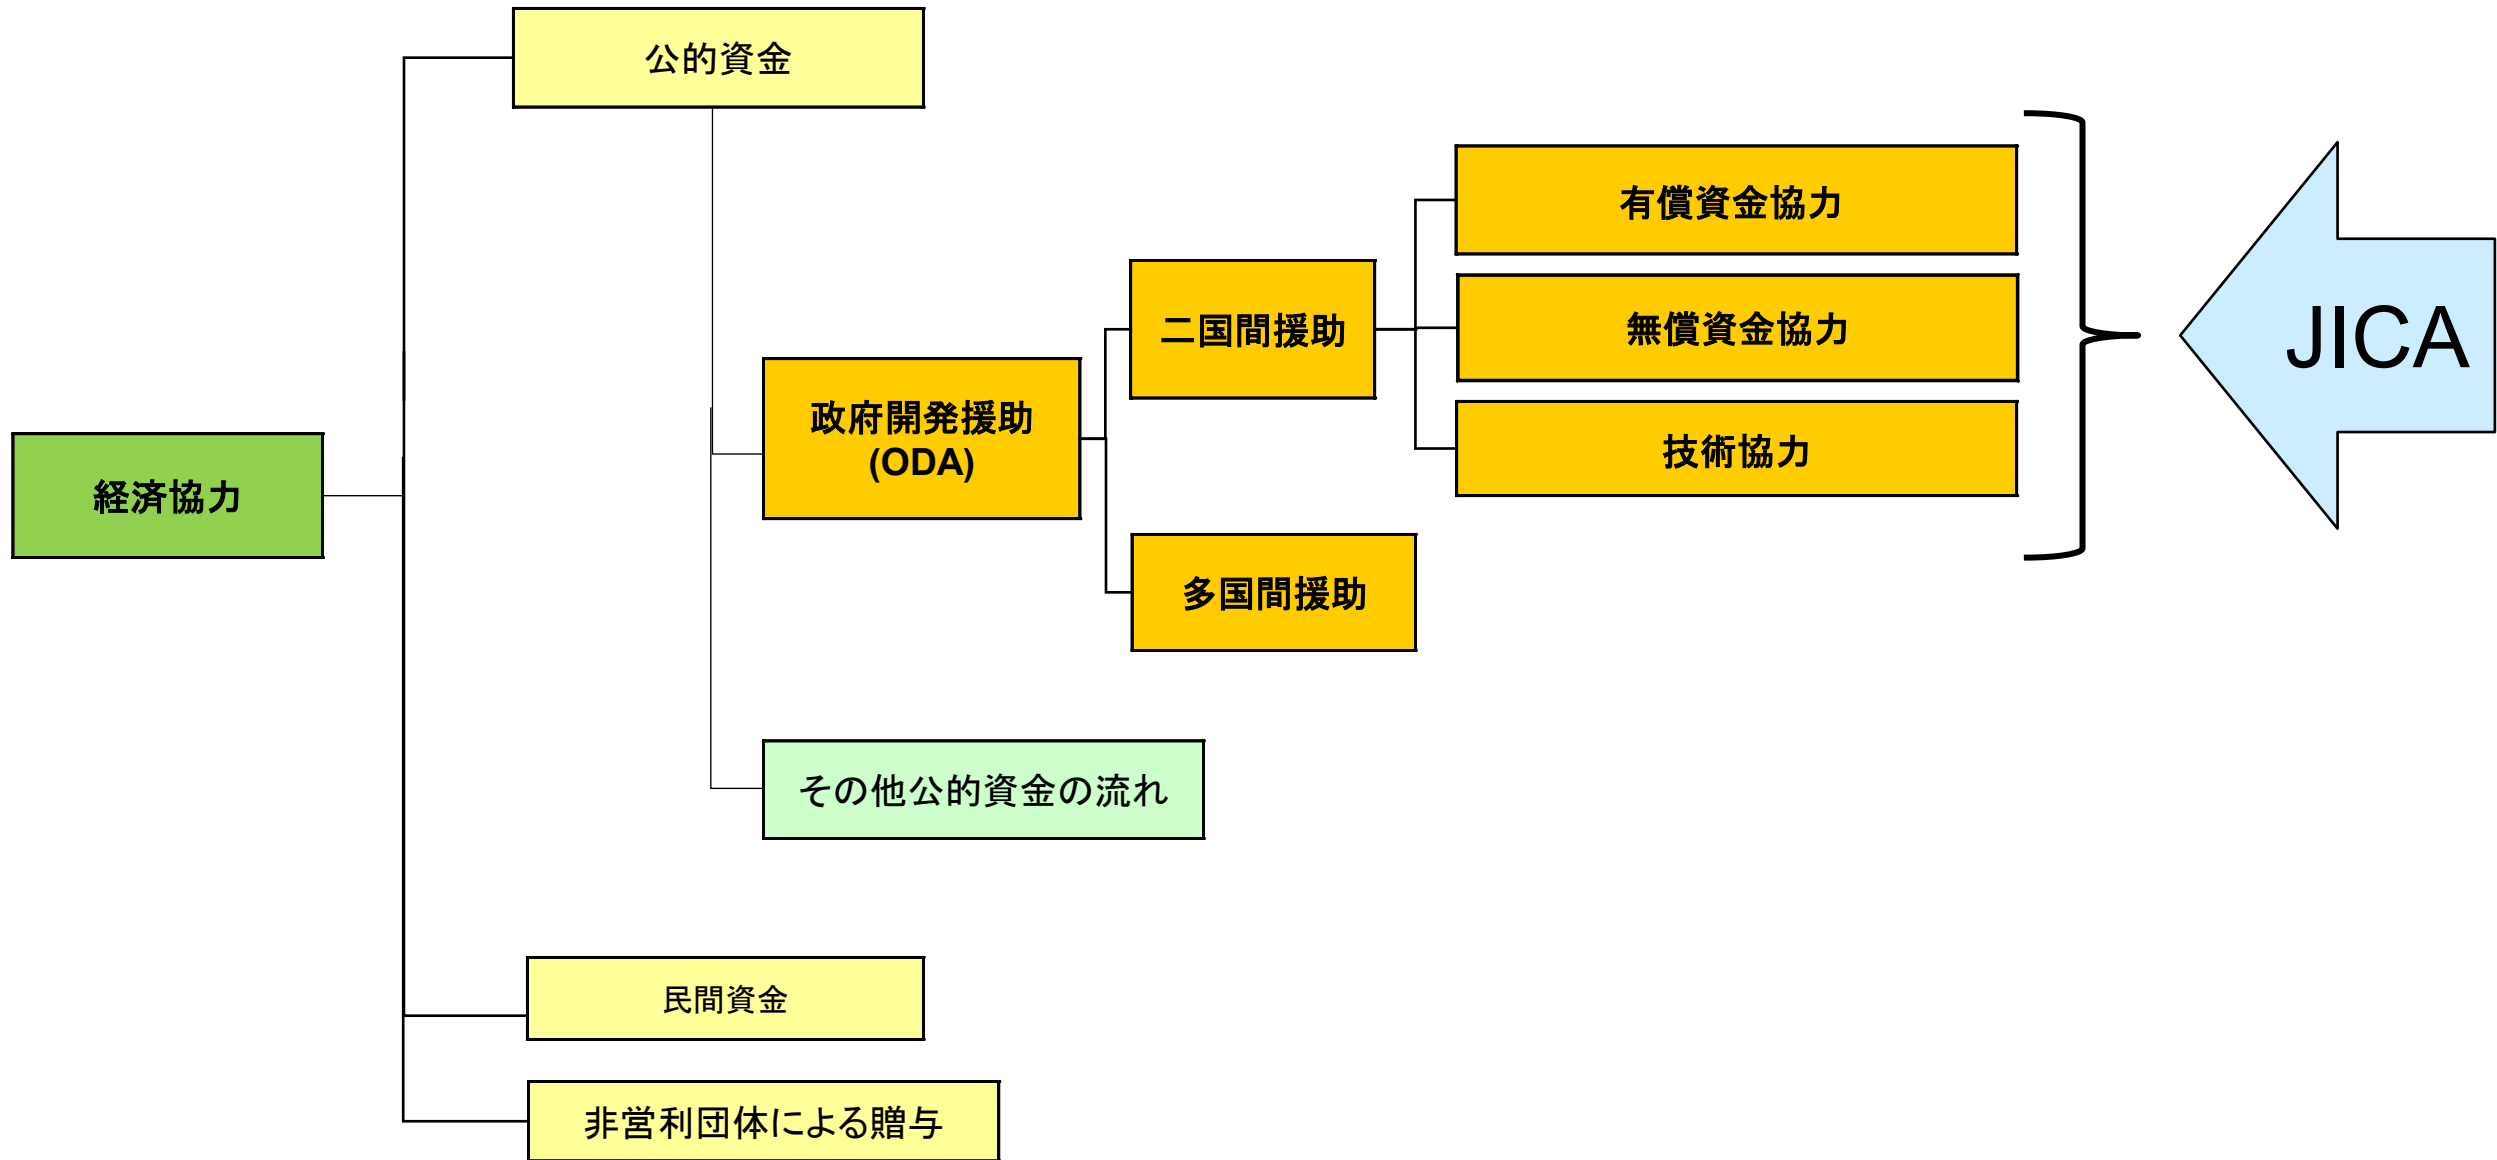 公的資金
有償資金協力
二国間援助
無償資金協力
JICA
政府開発援助
(ODA)
技術協力
経済協力
多国間援助
その他公的資金の流れ
民間資金
非営利団体による贈与